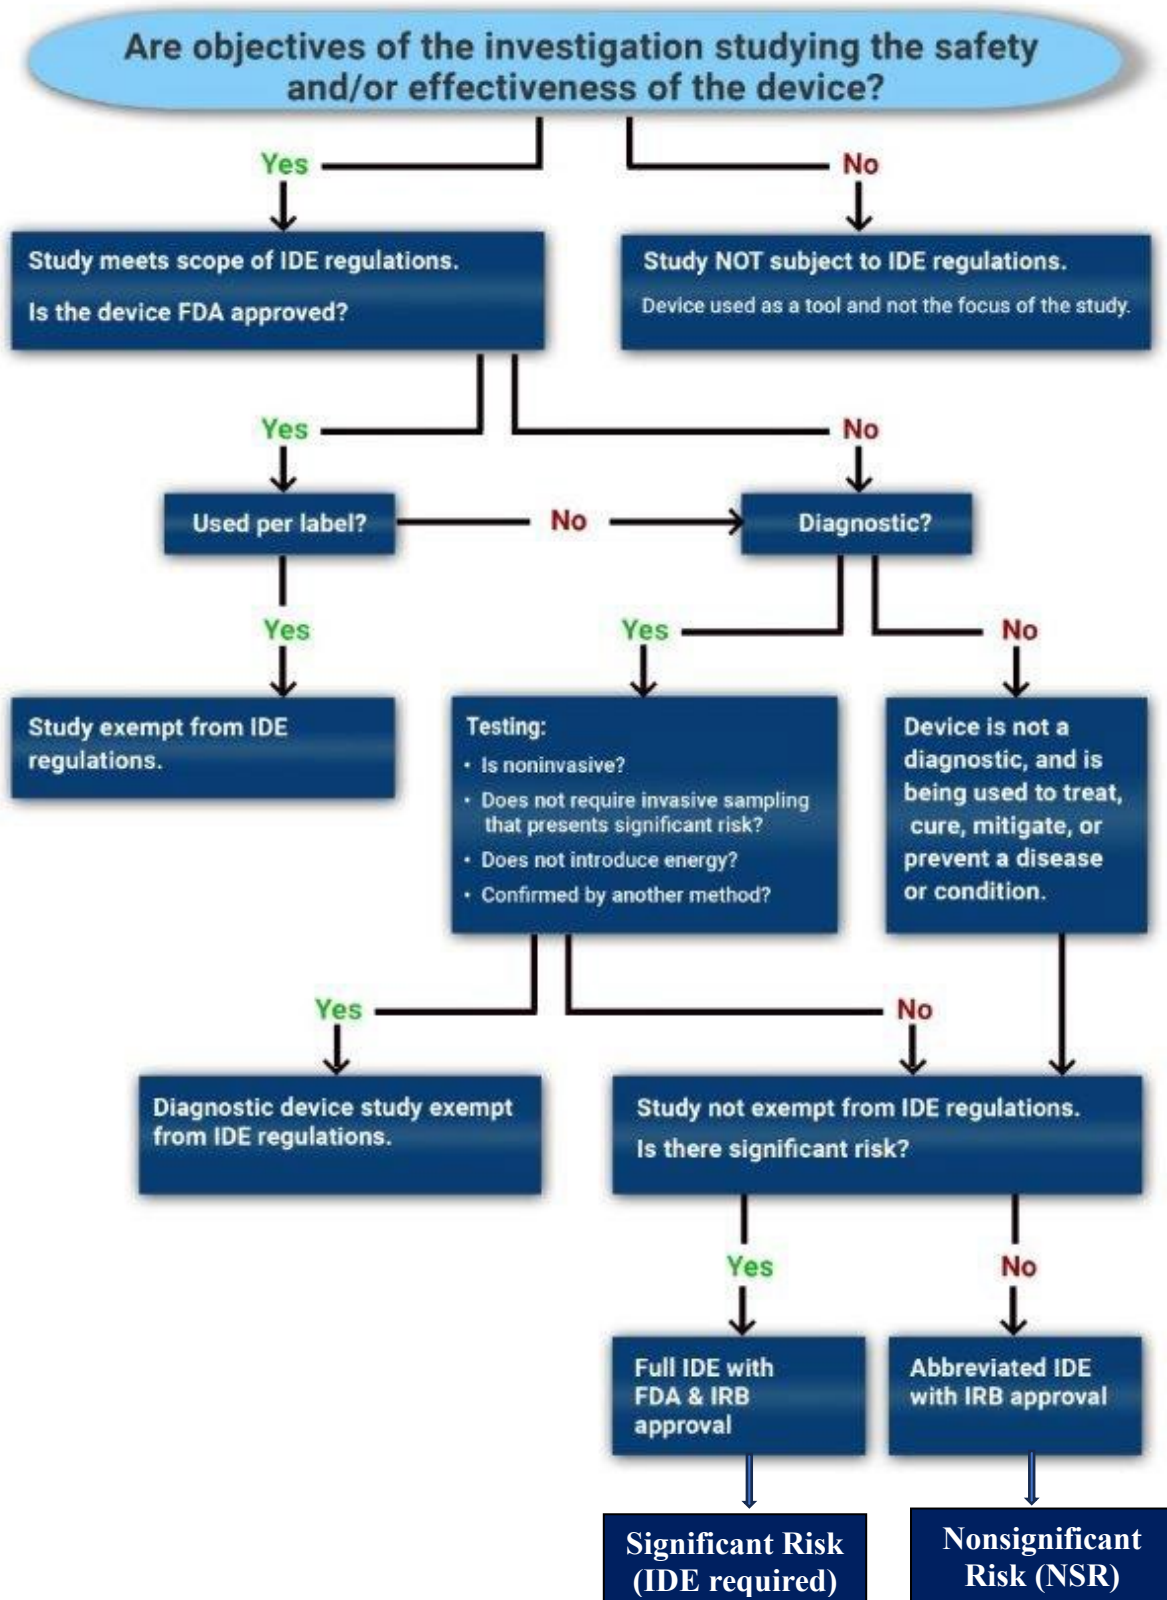 Are objectives of the investigation studying the safety
and/or effectiveness of the device?
Yes
No
Study meets scope of IDE regulations.
Is the device FDA approved?
Study NOT subject to IDE regulations.
Device used as a tool and not the focus of the study.
Yes
No
Used per label?
No
Diagnostic?
Yes
Yes
No
Study exempt from IDE
regulations.
Testing:
• Is noninvasive?
• Does not require invasive sampling
that presents significant risk?
• Does not introduce energy?
• Confirmed by another method?
Device is not a
diagnostic, and is
being used to treat,
cure, mitigate, or
prevent a disease
or condition.
Yes
No
Diagnostic device study exempt
from IDE regulations.
Study not exempt from IDE regulations.
Is there significant risk?
Yes
No
Full IDE with
FDA & IRB
approval
Abbreviated IDE
with IRB approval
Significant Risk
(IDE required)
Nonsignificant
Risk (NSR)